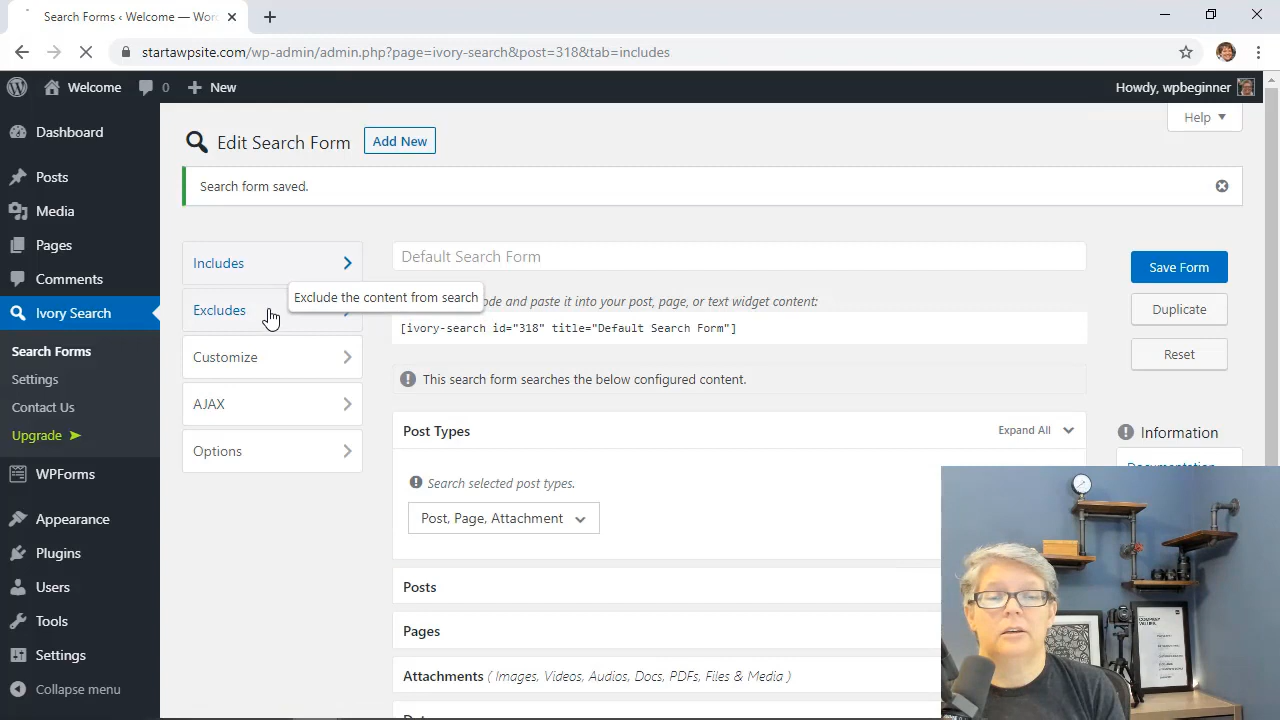 Search Forms ‹ Welcome — Wor
startawpsite.com/wp-admin/admin.php?page=ivory-search&post=318&tab=includes
Welcome
0
New
Howdy, wpbeginner
Dashboard
Posts
Media
Pages
Comments
Ivory Search
Search Forms
Settings
Contact Us
Upgrade ➤
WPForms
Appearance
Plugins
Users
Tools
Settings
Collapse menu
Help
Edit Search Form
Add New
Search form saved.
Includes
Excludes
Customize
AJAX
Options
Exclude the content from search
Default Search Form
ode and paste it into your post, page, or text widget content:
[ivory-search id="318" title="Default Search Form"]
This search form searches the below configured content.
Post Types
Expand All
Search selected post types.
Post, Page, Attachment
Posts
Pages
Attachments ( Images, Videos, Audios, Docs, PDFs, Files & Media )
Save Form
Duplicate
Reset
Information
Documentation
COMPANY
VALUES